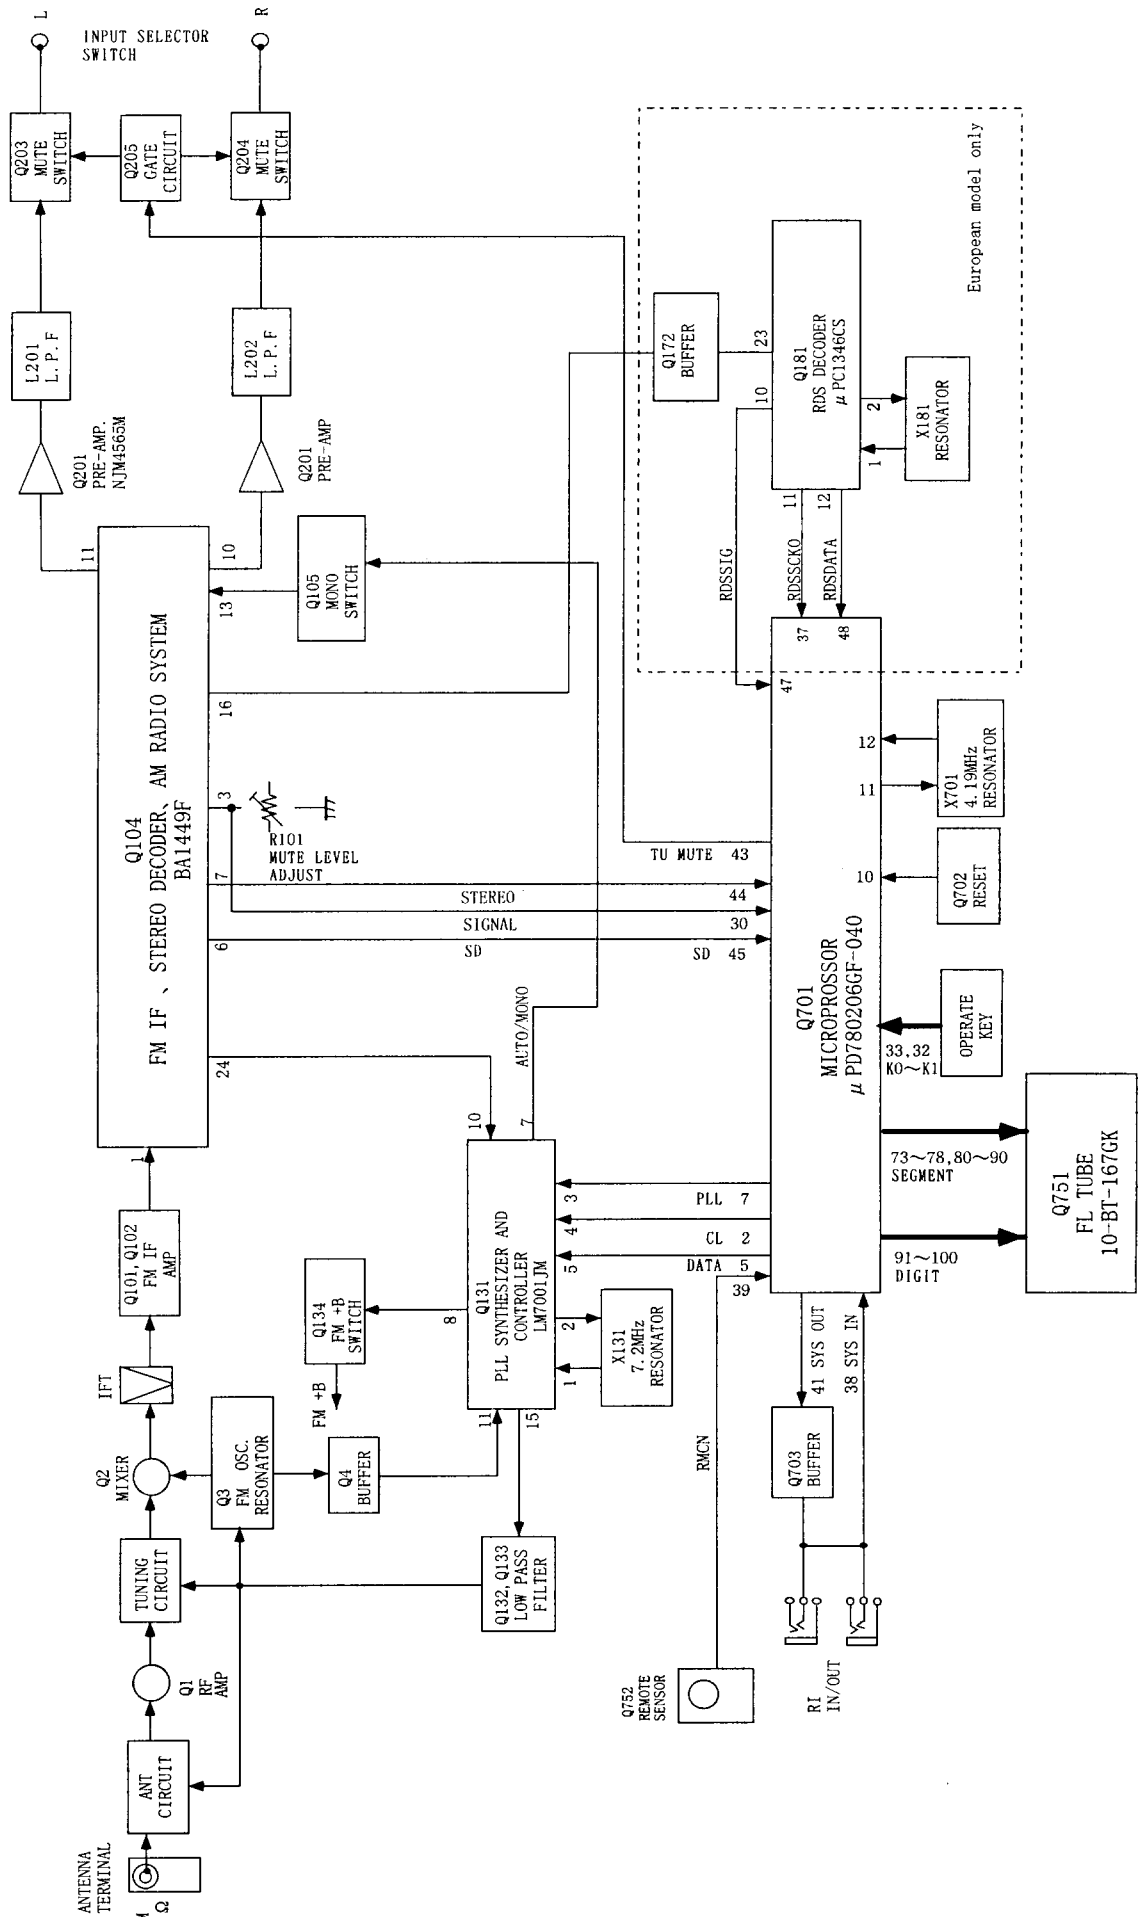 L
R
INPUT SELECTOR
SWITCH
Q203
MUTE
SWITCH
Q205
GATE
CIRCUIT
Q204
MUTE
SWITCH
L201
L.P.F
L202
L.P.F
Q201
PRE-AMP.
NJM4565M
Q201
PRE-AMP
11
10
13
Q105
MONO
SWITCH
Q104
FM IF 、STEREO DECODER、AM RADIO SYSTEM
BA1449F
16
3
R101
MUTE LEVEL
ADJUST
7
6
24
1
European model only
Q172
BUFFER
23
10
Q181
RDS DECODER
μPC1346CS
2
1
X181
RESONATOR
11
12
RDSSIG
RDSSCKO
RDSDATA
37
48
47
TU MUTE 43
STEREO
44
SIGNAL
30
SD
SD 45
AUTO/MONO
Q701
MICROPROSSOR
μPD780206GF-040
12
11
X701
4.19MHz
RESONATOR
10
Q702
RESET
33,32
K0~K1
OPERATE
KEY
73~78,80~90
SEGMENT
91~100
DIGIT
Q751
FL TUBE
10-BT-167GK
PLL 7
CL 2
DATA 5
39
3
4
5
10
7
Q131
PLL SYNTHESIZER AND
CONTROLLER
LM7001JM
8
2
1
11
15
X131
7.2MHz
RESONATOR
Q134
FM +B
SWITCH
FM +B
Q101,Q102
FM IF
AMP
IFT
Q2
MIXER
Q3
FM OSC.
RESONATOR
Q4
BUFFER
TUNING
CIRCUIT
Q132,Q133
LOW PASS
FILTER
Q1
RF
AMP
ANT
CIRCUIT
ANTENNA
TERMINAL
M
Ω
RMCN
Q752
REMOTE
SENSOR
41 SYS OUT
38 SYS IN
Q703
BUFFER
RI
IN/OUT